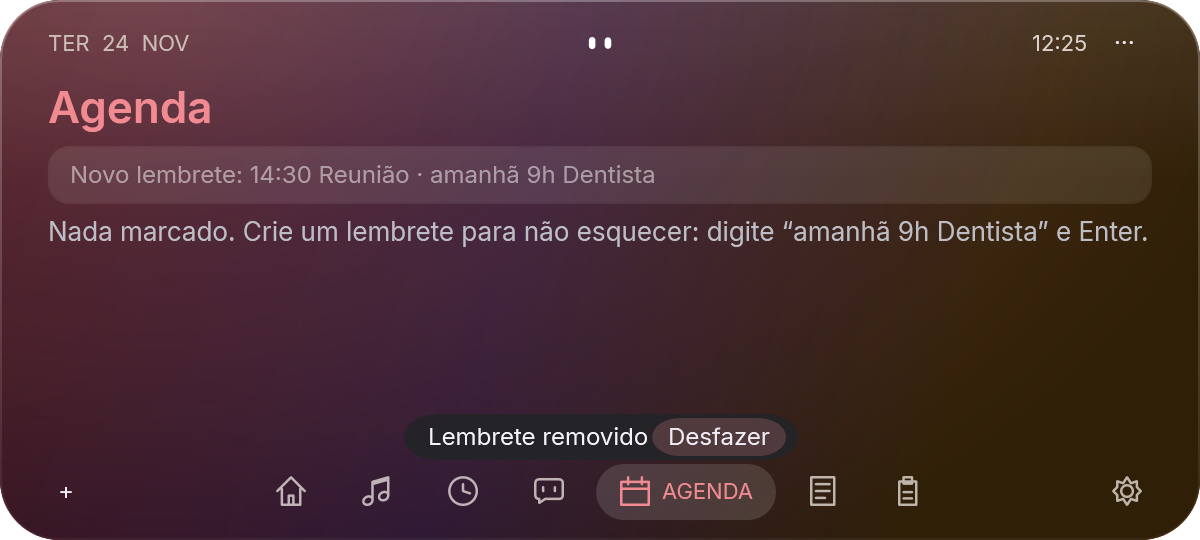 TER 24 NOV
12:25 ···
Agenda
Novo lembrete: 14:30 Reunião · amanhã 9h Dentista
Nada marcado. Crie um lembrete para não esquecer: digite “amanhã 9h Dentista” e Enter.
Lembrete removido Desfazer
+ AGENDA